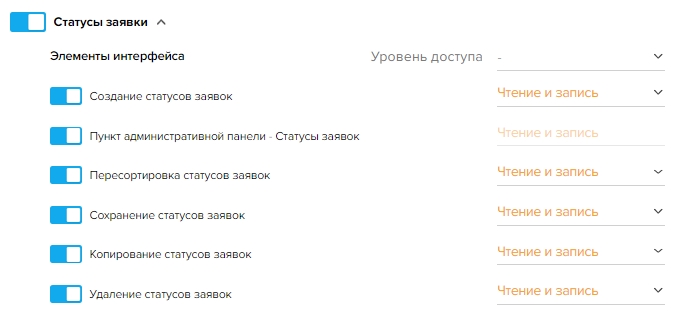 Статусы заявки
Элементы интерфейса Уровень доступа -
Создание статусов заявок Чтение и запись
Пункт административной панели - Статусы заявок Чтение и запись
Пересортировка статусов заявок Чтение и запись
Сохранение статусов заявок Чтение и запись
Копирование статусов заявок Чтение и запись
Удаление статусов заявок Чтение и запись